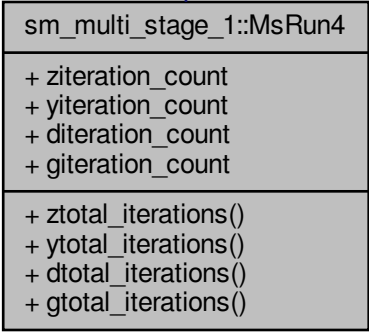 sm_multi_stage_1::MsRun4
+ ziteration_count
+ yiteration_count
+ diteration_count
+ giteration_count
+ ztotal_iterations()
+ ytotal_iterations()
+ dtotal_iterations()
+ gtotal_iterations()